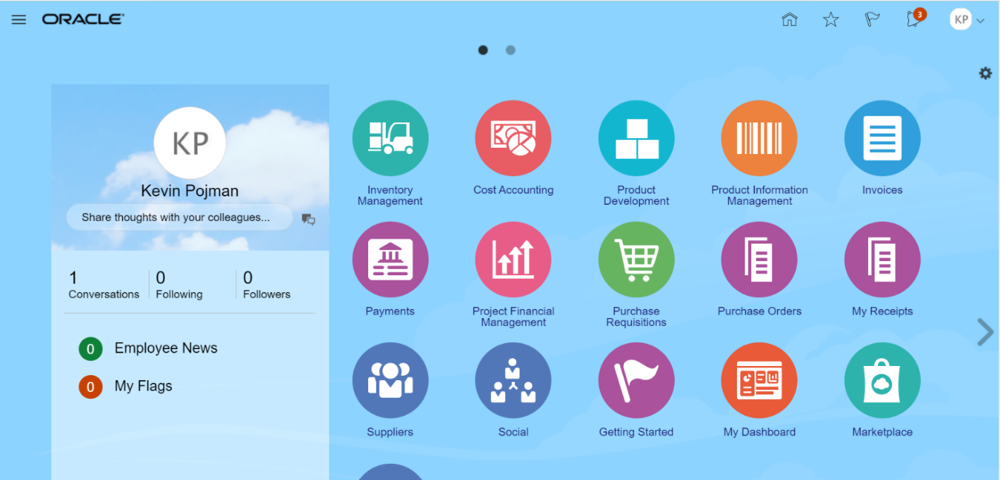 ORACLE
3
KP
KP
Kevin Pojman
Share thoughts with your colleagues...
1
Conversations
0
Following
0
Followers
0 Employee News
0 My Flags
Inventory
Management
Cost Accounting
Product
Development
Product Information
Management
Invoices
Payments
Project Financial
Management
Purchase
Requisitions
Purchase Orders
My Receipts
Suppliers
Social
Getting Started
My Dashboard
Marketplace